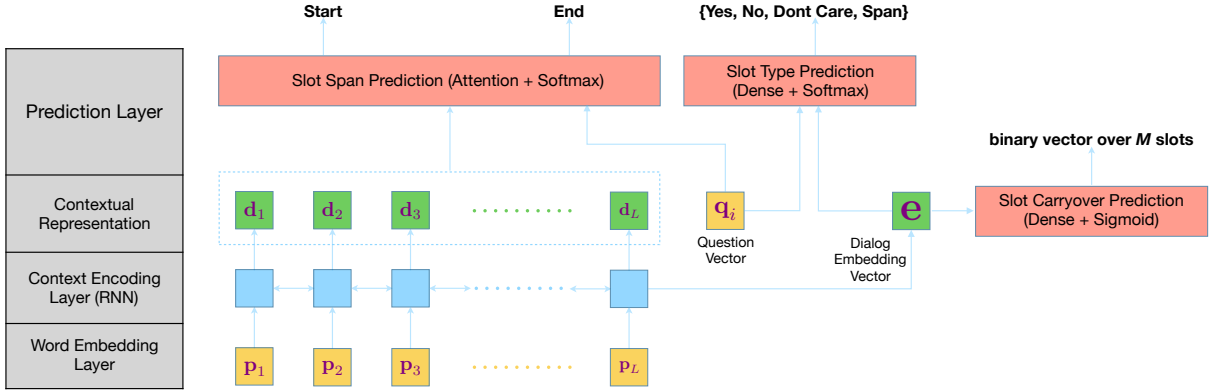 Start
End
{Yes, No, Dont Care, Span}
Prediction Layer
Slot Span Prediction (Attention + Softmax)
Slot Type Prediction
(Dense + Softmax)
binary vector over M slots
Contextual
Representation
d₁
d₂
d₃
d_L
qᵢ
e
Slot Carryover Prediction
(Dense + Sigmoid)
Question
Vector
Dialog
Embedding
Vector
Context Encoding
Layer (RNN)
Word Embedding
Layer
p₁
p₂
p₃
p_L